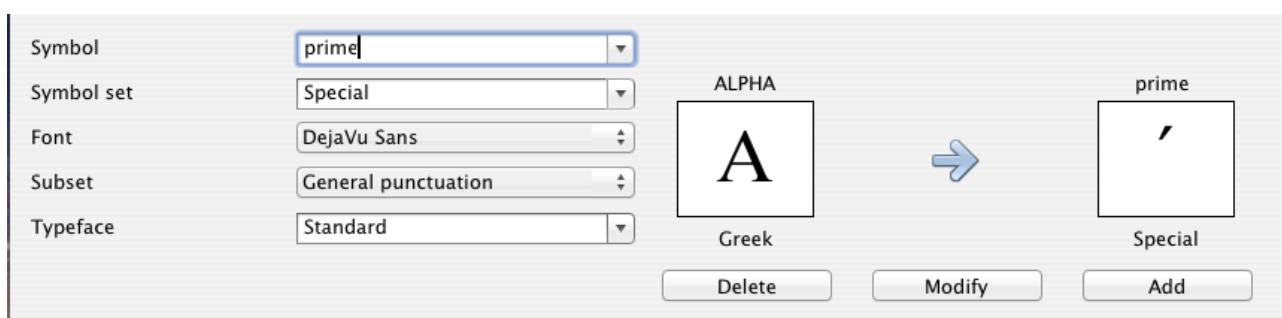 Symbol prime
Symbol set Special
Font DejaVu Sans
Subset General punctuation
Typeface Standard
ALPHA
Α
Greek
prime
′
Special
Delete Modify Add